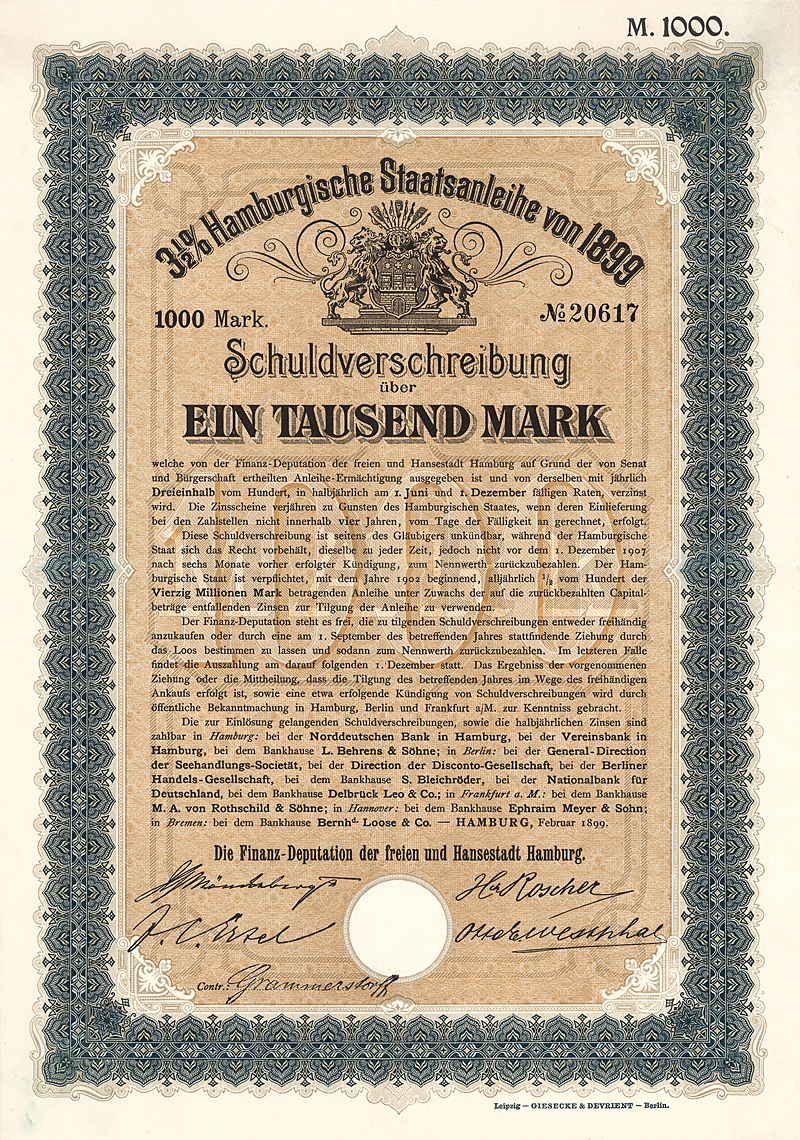 M. 1000.
3½% Hamburgische Staatsanleihe von 1899
1000 Mark.
№ 20617
Schuldverschreibung
über
EIN TAUSEND MARK
welche von der Finanz-Deputation der freien und Hansestadt Hamburg auf Grund der von Senat
und Bürgerschaft ertheilten Anleihe-Ermächtigung ausgegeben ist und von derselben mit jährlich
Dreieinhalb vom Hundert, in halbjährlich am 1. Juni und 1. Dezember fälligen Raten, verzinst
wird. Die Zinsscheine verjähren zu Gunsten des Hamburgischen Staates, wenn deren Einlieferung
bei den Zahlstellen nicht innerhalb vier Jahren, vom Tage der Fälligkeit an gerechnet, erfolgt.
Diese Schuldverschreibung ist seitens des Gläubigers unkündbar, während der Hamburgische
Staat sich das Recht vorbehält, dieselbe zu jeder Zeit, jedoch nicht vor dem 1. Dezember 1907
nach sechs Monate vorher erfolgter Kündigung, zum Nennwerth zurückzubezahlen. Der Ham-
burgische Staat ist verpflichtet, mit dem Jahre 1902 beginnend, alljährlich ½ vom Hundert der
Vierzig Millionen Mark betragenden Anleihe unter Zuwachs der auf die zurückbezahlten Capital-
beträge entfallenden Zinsen zur Tilgung der Anleihe zu verwenden.
Der Finanz-Deputation steht es frei, die zu tilgenden Schuldverschreibungen entweder freihändig
anzukaufen oder durch eine am 1. September des betreffenden Jahres stattfindende Ziehung durch
das Loos bestimmen zu lassen und sodann zum Nennwerth zurückzubezahlen. Im letzteren Falle
findet die Auszahlung am darauf folgenden 1. Dezember statt. Das Ergebniss der vorgenommenen
Ziehung oder die Mittheilung, dass die Tilgung des betreffenden Jahres im Wege des freihändigen
Ankaufs erfolgt ist, sowie eine etwa erfolgende Kündigung von Schuldverschreibungen wird durch
öffentliche Bekanntmachung in Hamburg, Berlin und Frankfurt a/M. zur Kenntniss gebracht.
Die zur Einlösung gelangenden Schuldverschreibungen, sowie die halbjährlichen Zinsen sind
zahlbar in Hamburg: bei der Norddeutschen Bank in Hamburg, bei der Vereinsbank in
Hamburg, bei dem Bankhause L. Behrens & Söhne; in Berlin: bei der General-Direction
der Seehandlungs-Societät, bei der Direction der Disconto-Gesellschaft, bei der Berliner
Handels-Gesellschaft, bei dem Bankhause S. Bleichröder, bei der Nationalbank für
Deutschland, bei dem Bankhause Delbrück Leo & Co.; in Frankfurt a. M.: bei dem Bankhause
M. A. von Rothschild & Söhne; in Hannover: bei dem Bankhause Ephraim Meyer & Sohn;
in Bremen: bei dem Bankhause Bernhd. Loose & Co. — HAMBURG, Februar 1899.
1000
Die Finanz-Deputation der freien und Hansestadt Hamburg.
Roscher
J. C. Ertel
Otto E Westphal
Contr.: Grammerstorff
Leipzig — GIESECKE & DEVRIENT — Berlin.